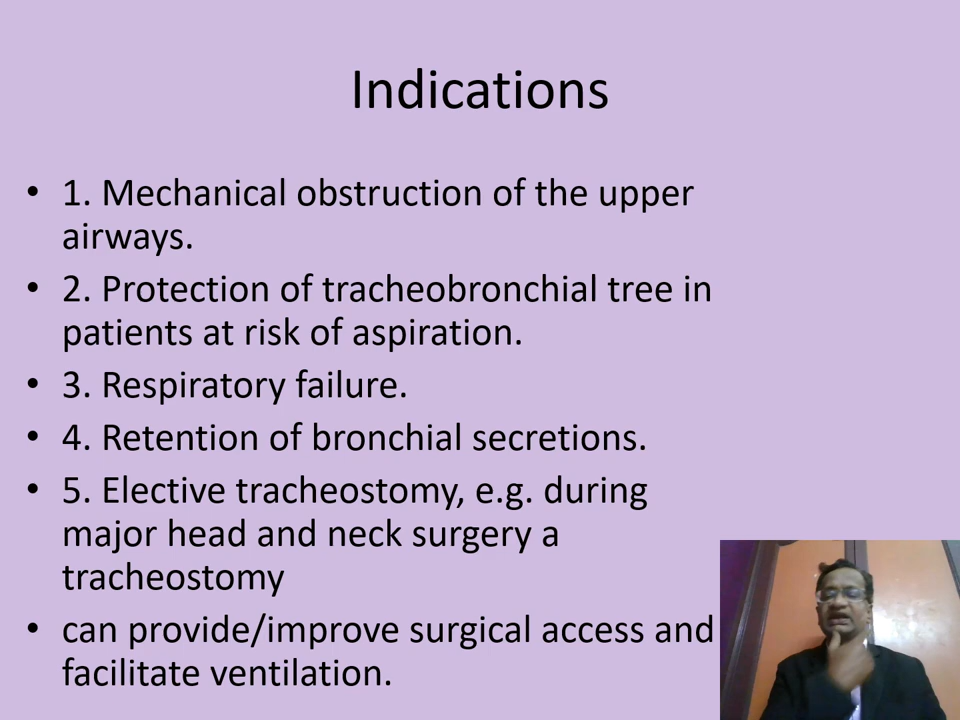 Indications
• 1. Mechanical obstruction of the upper
airways.
• 2. Protection of tracheobronchial tree in
patients at risk of aspiration.
• 3. Respiratory failure.
• 4. Retention of bronchial secretions.
• 5. Elective tracheostomy, e.g. during
major head and neck surgery a
tracheostomy
• can provide/improve surgical access and
facilitate ventilation.